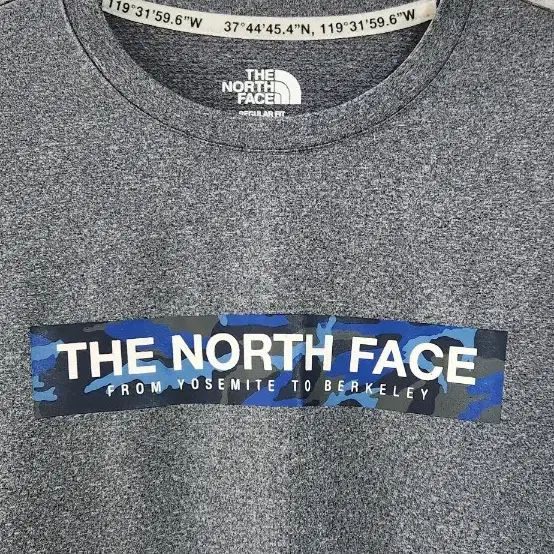 119°31'59.6"W 37°44'45.4"N, 119°31'59.6"W
THE
NORTH
FACE
REGULAR FIT
THE NORTH FACE
FROM YOSEMITE TO BERKELEY